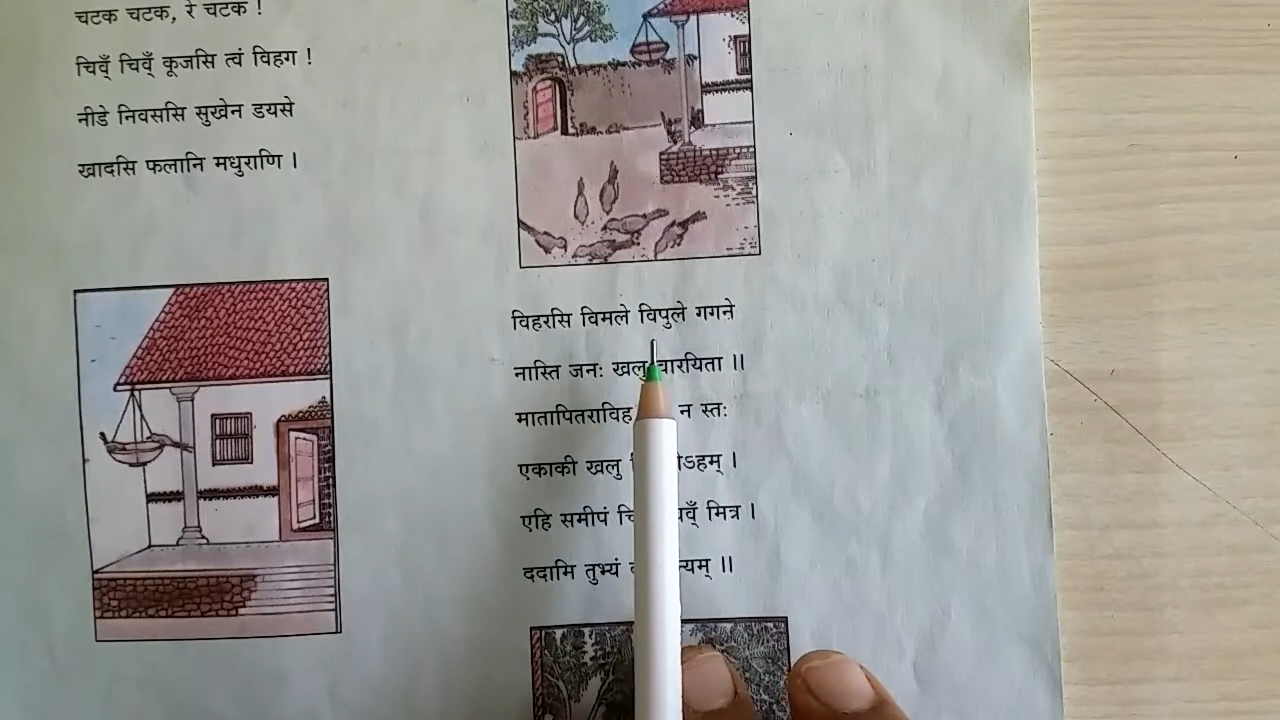 चटक चटक, रे चटक !
चिवँ् चिवँ् कूजसि त्वं विहग !
नीडे निवससि सुखेन डयसे
खादसि फलानि मधुराणि ।
विहरसि विमले विपुले गगने
नास्ति जनः खलु वारयिता ।।
मातापितराविह न स्तः
एकाकी खलु
एहि समीपं मित्र ।
ददामि तुभ्यं